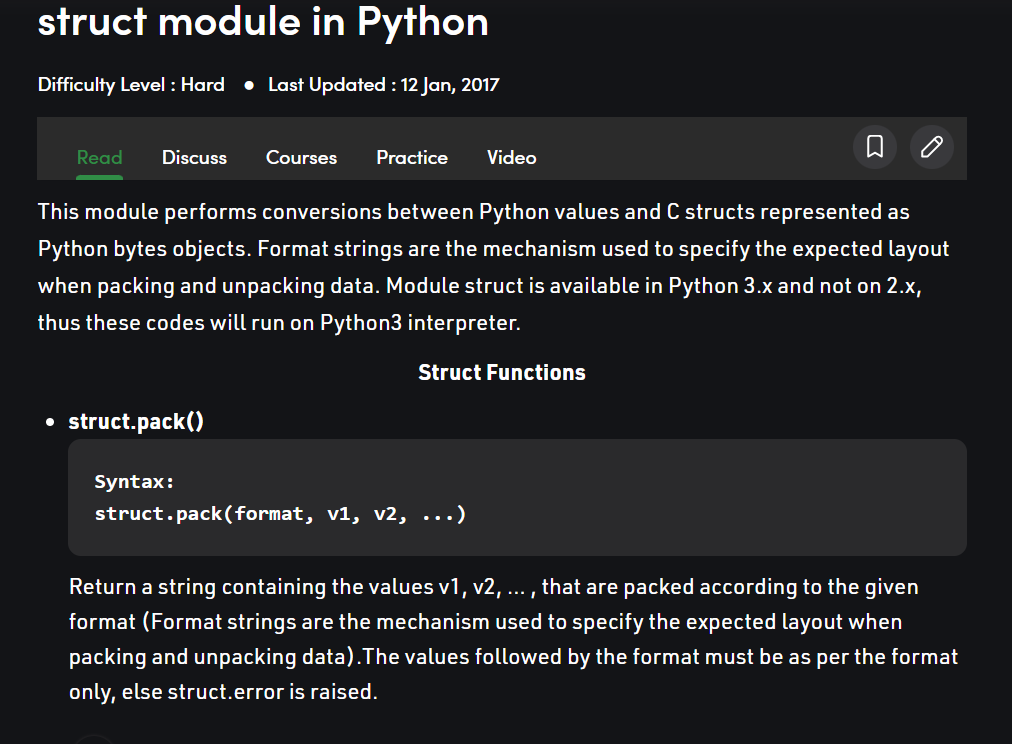 struct module in Python
Difficulty Level : Hard ● Last Updated : 12 Jan, 2017
Read Discuss Courses Practice Video
This module performs conversions between Python values and C structs represented as
Python bytes objects. Format strings are the mechanism used to specify the expected layout
when packing and unpacking data. Module struct is available in Python 3.x and not on 2.x,
thus these codes will run on Python3 interpreter.
Struct Functions
• struct.pack()
Syntax:
struct.pack(format, v1, v2, ...)
Return a string containing the values v1, v2, … , that are packed according to the given
format (Format strings are the mechanism used to specify the expected layout when
packing and unpacking data).The values followed by the format must be as per the format
only, else struct.error is raised.